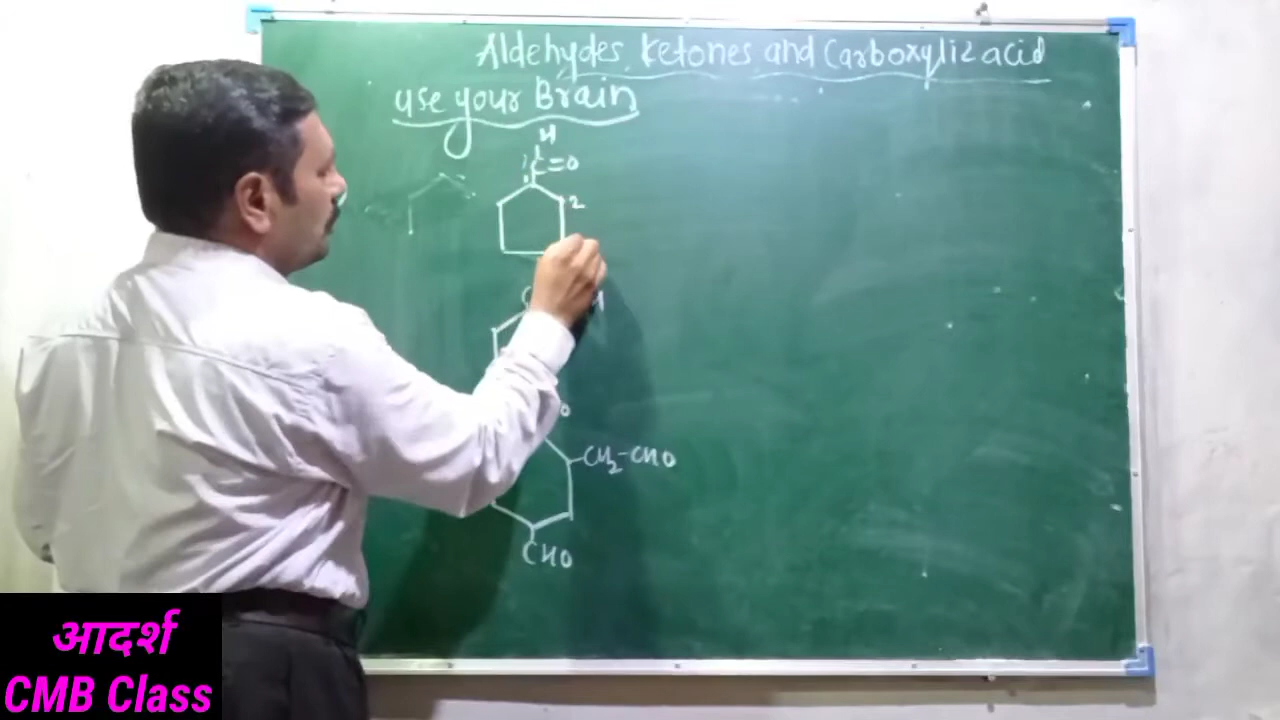 Aldehydes, Ketones and Carboxylic acid
use your Brain
H
C=O
2
CH2-CHO
CHO
आदर्श
CMB Class